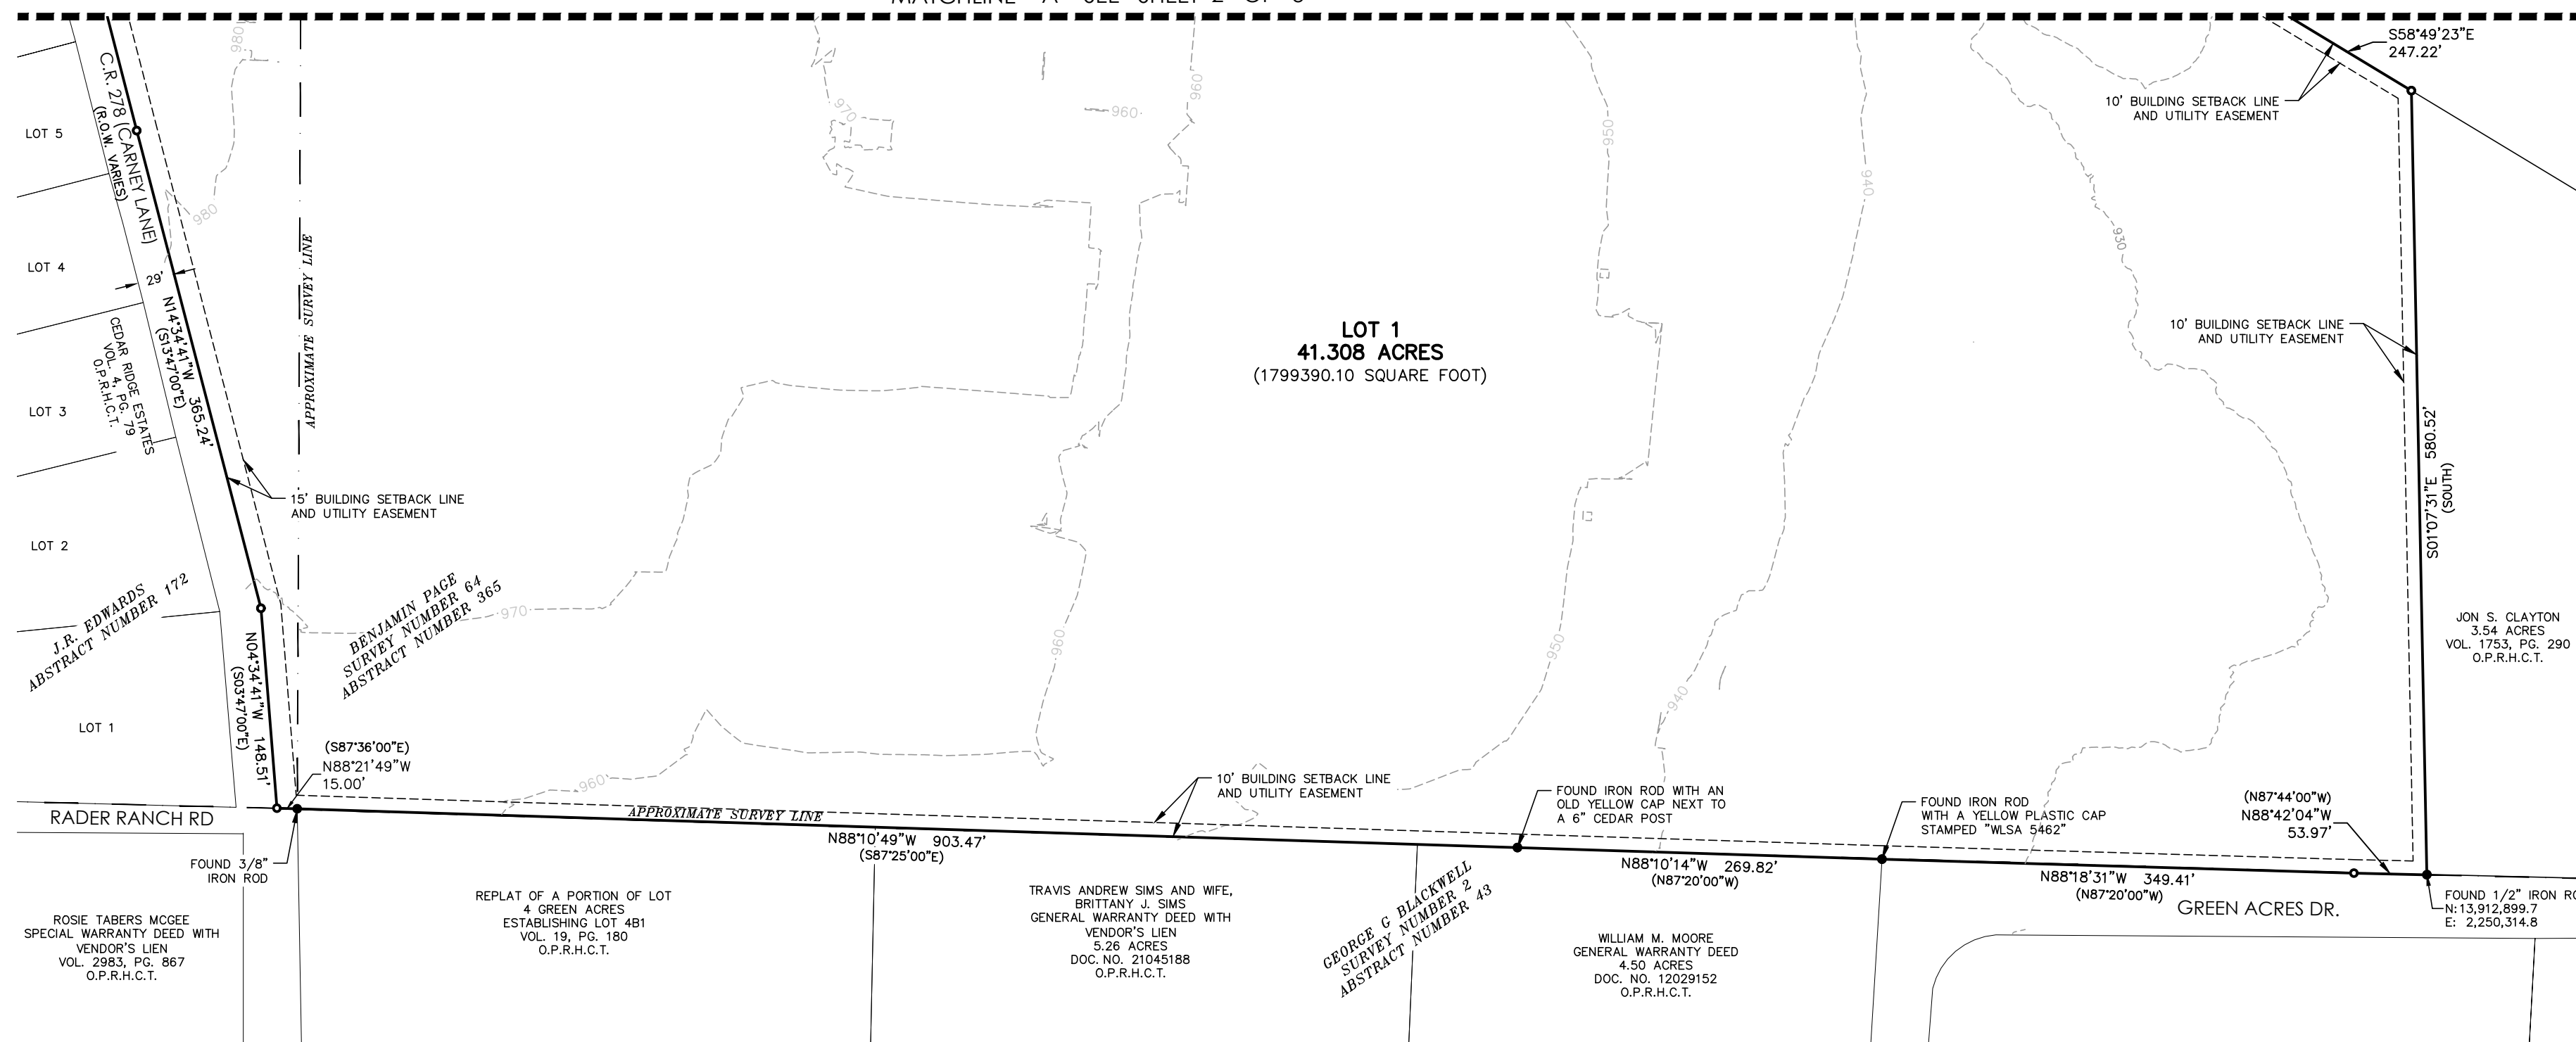 S58°49'23"E
247.22'
10' BUILDING SETBACK LINE
AND UTILITY EASEMENT
980
C.R. 278 (CARNEY LANE)
(R.O.W. VARIES)
LOT 5
970
960
960
950
940
930
980
APPROXIMATE SURVEY LINE
LOT 4
29'
N14°34'41"W 365.24'
(S13°47'00"E)
CEDAR RIDGE ESTATES
VOL. 4, PG. 79
O.P.R.H.C.T.
LOT 3
LOT 1
41.308 ACRES
(1799390.10 SQUARE FOOT)
10' BUILDING SETBACK LINE
AND UTILITY EASEMENT
S01°07'31"E 580.52'
(SOUTH)
15' BUILDING SETBACK LINE
AND UTILITY EASEMENT
LOT 2
J.R. EDWARDS
ABSTRACT NUMBER 172
BENJAMIN PAGE
SURVEY NUMBER 64
ABSTRACT NUMBER 365
970
960
950
940
JON S. CLAYTON
3.54 ACRES
VOL. 1753, PG. 290
O.P.R.H.C.T.
N04°34'41"W 148.51'
(S03°47'00"E)
LOT 1
(S87°36'00"E)
N88°21'49"W
15.00'
960
10' BUILDING SETBACK LINE
AND UTILITY EASEMENT
FOUND IRON ROD WITH AN
OLD YELLOW CAP NEXT TO
A 6" CEDAR POST
FOUND IRON ROD
WITH A YELLOW PLASTIC CAP
STAMPED "WLSA 5462"
(N87°44'00"W)
N88°42'04"W
53.97'
RADER RANCH RD
APPROXIMATE SURVEY LINE
N88°10'49"W 903.47'
(S87°25'00"E)
FOUND 3/8"
IRON ROD
N88°10'14"W 269.82'
(N87°20'00"W)
N88°18'31"W 349.41'
(N87°20'00"W)
GREEN ACRES DR.
FOUND 1/2" IRON
N: 13,912,899.7
E: 2,250,314.8
ROSIE TABERS MCGEE
SPECIAL WARRANTY DEED WITH
VENDOR'S LIEN
VOL. 2983, PG. 867
O.P.R.H.C.T.
REPLAT OF A PORTION OF LOT
4 GREEN ACRES
ESTABLISHING LOT 4B1
VOL. 19, PG. 180
O.P.R.H.C.T.
TRAVIS ANDREW SIMS AND WIFE,
BRITTANY J. SIMS
GENERAL WARRANTY DEED WITH
VENDOR'S LIEN
5.26 ACRES
DOC. NO. 21045188
O.P.R.H.C.T.
GEORGE G BLACKWELL
SURVEY NUMBER 2
ABSTRACT NUMBER 43
WILLIAM M. MOORE
GENERAL WARRANTY DEED
4.50 ACRES
DOC. NO. 12029152
O.P.R.H.C.T.